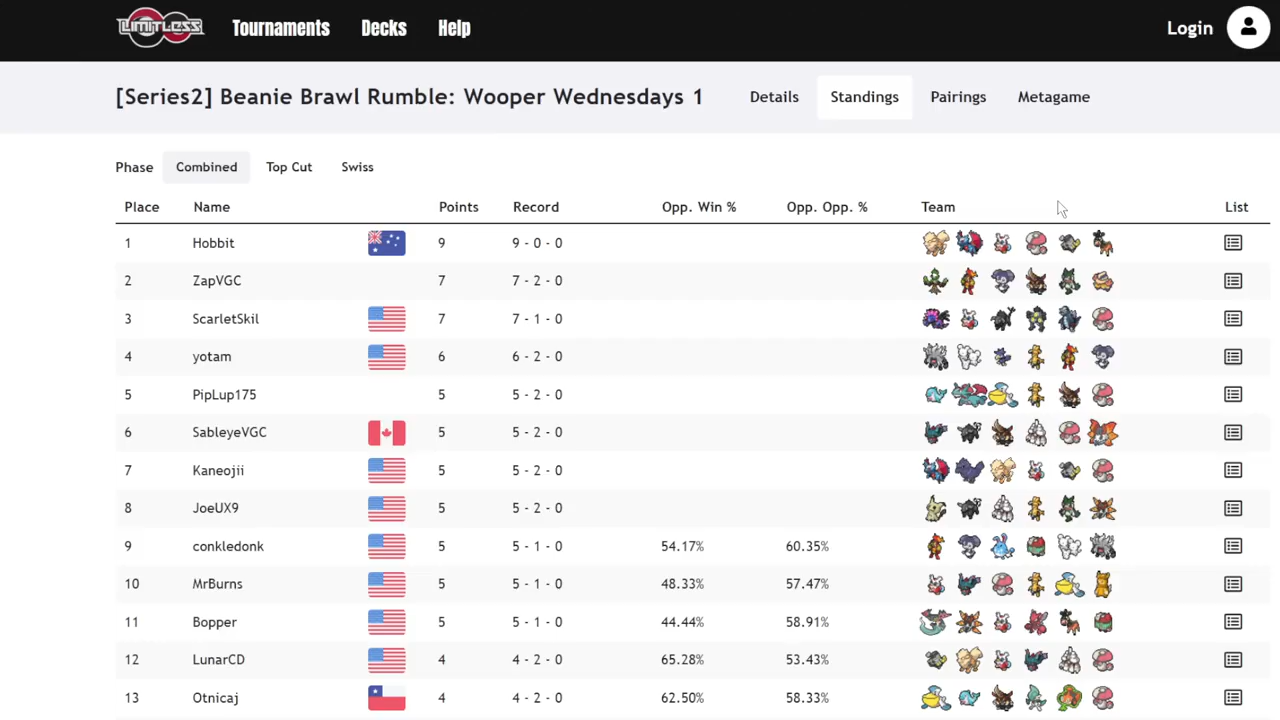 LIMITLESS Tournaments Decks Help Login
[Series2] Beanie Brawl Rumble: Wooper Wednesdays 1 Details Standings Pairings Metagame
Phase Combined Top Cut Swiss
Place Name Points Record Opp. Win % Opp. Opp. % Team List
1 Hobbit 9 9 - 0 - 0
2 ZapVGC 7 7 - 2 - 0
3 ScarletSkil 7 7 - 1 - 0
4 yotam 6 6 - 2 - 0
5 PipLup175 5 5 - 2 - 0
6 SableyeVGC 5 5 - 2 - 0
7 Kaneojii 5 5 - 2 - 0
8 JoeUX9 5 5 - 2 - 0
9 conkledonk 5 5 - 1 - 0 54.17% 60.35%
10 MrBurns 5 5 - 1 - 0 48.33% 57.47%
11 Bopper 5 5 - 1 - 0 44.44% 58.91%
12 LunarCD 4 4 - 2 - 0 65.28% 53.43%
13 Otnicaj 4 4 - 2 - 0 62.50% 58.33%